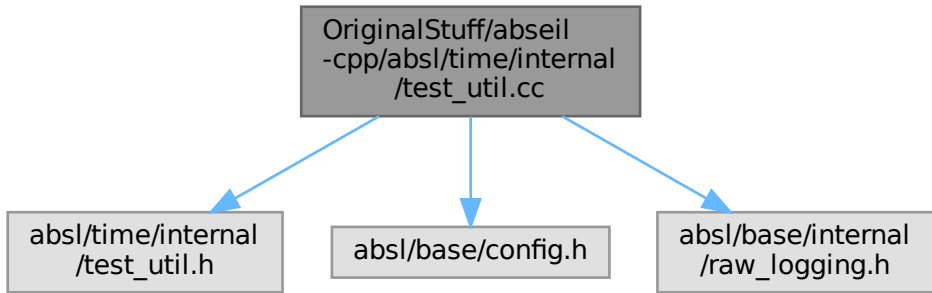 OriginalStuff/abseil
-cpp/absl/time/internal
/test_util.cc
absl/time/internal
/test_util.h
absl/base/config.h
absl/base/internal
/raw_logging.h